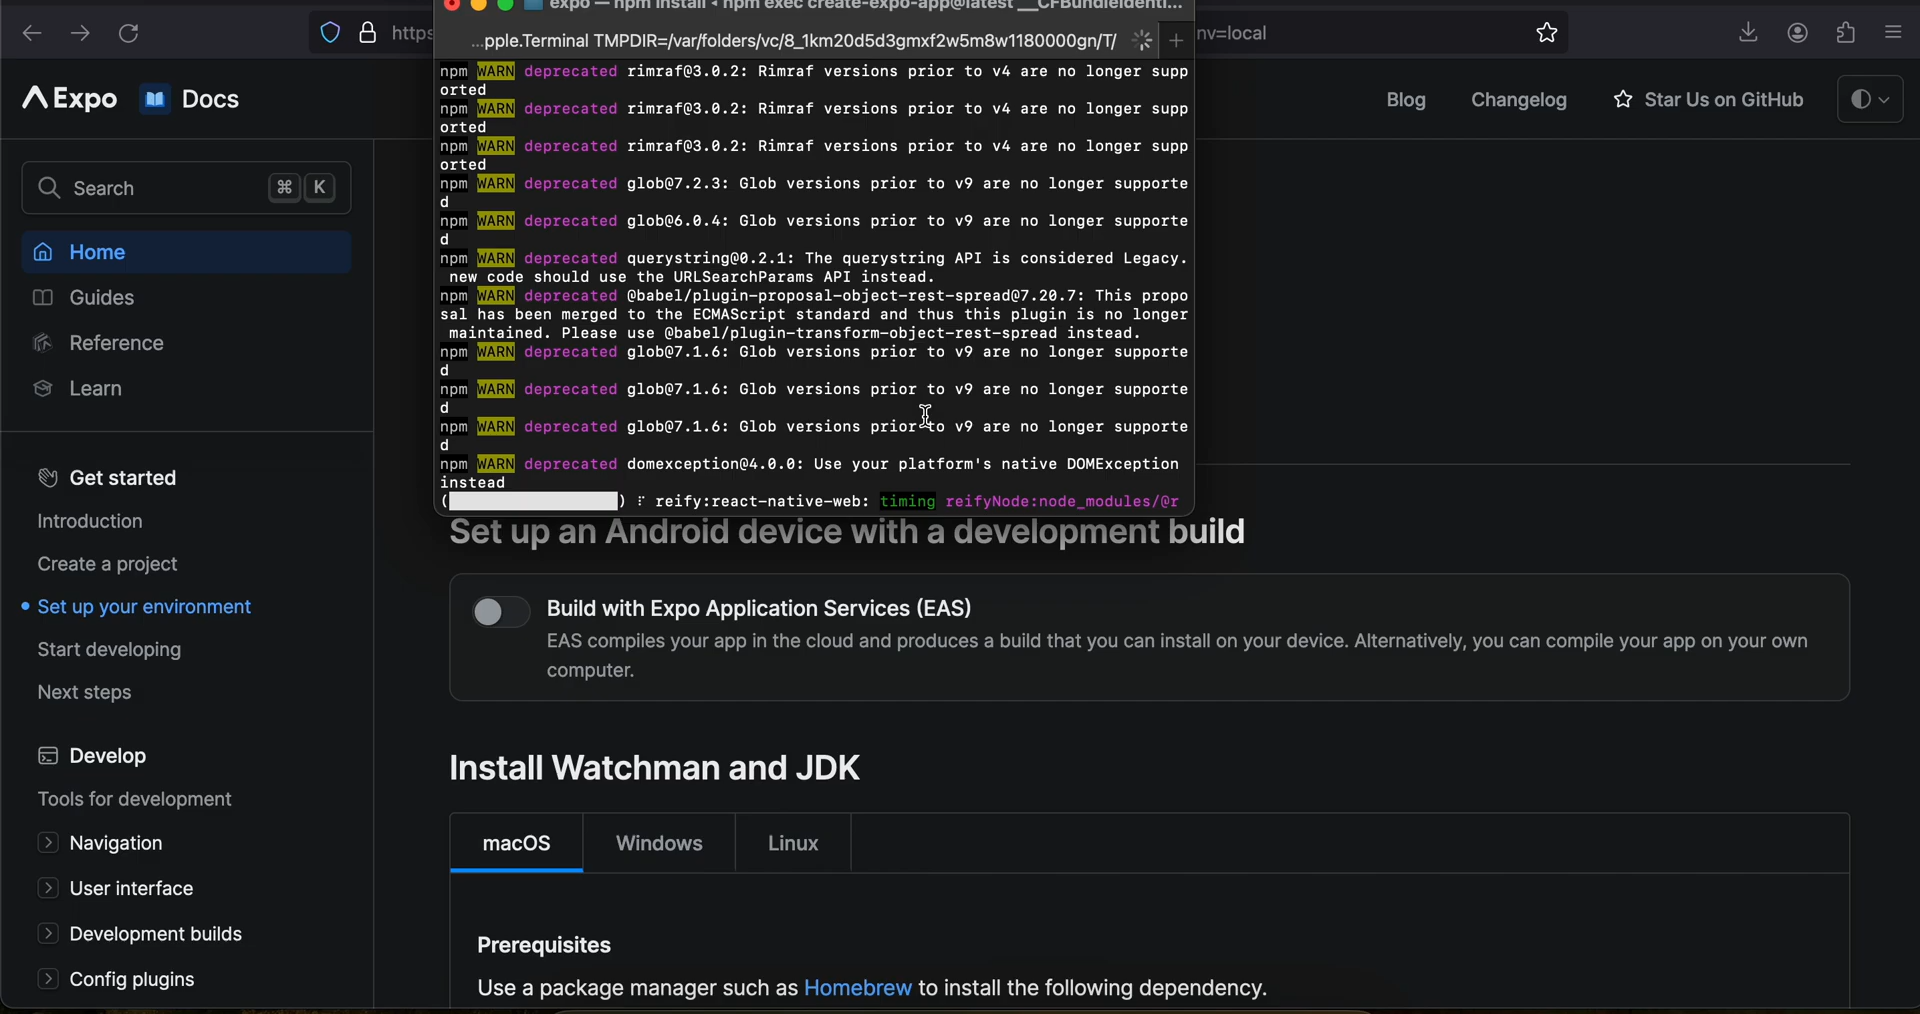 expo — npm install ◂ npm exec create-expo-app@latest __CFBundleIdenti...
...pple.Terminal TMPDIR=/var/folders/vc/8_1km20d5d3gmxf2w5m8w1180000gn/T/
https
nv=local
npm WARN deprecated rimraf@3.0.2: Rimraf versions prior to v4 are no longer supp
orted
npm WARN deprecated rimraf@3.0.2: Rimraf versions prior to v4 are no longer supp
orted
npm WARN deprecated rimraf@3.0.2: Rimraf versions prior to v4 are no longer supp
orted
npm WARN deprecated glob@7.2.3: Glob versions prior to v9 are no longer supporte
d
npm WARN deprecated glob@6.0.4: Glob versions prior to v9 are no longer supporte
d
npm WARN deprecated querystring@0.2.1: The querystring API is considered Legacy.
new code should use the URLSearchParams API instead.
npm WARN deprecated @babel/plugin-proposal-object-rest-spread@7.20.7: This propo
sal has been merged to the ECMAScript standard and thus this plugin is no longer
maintained. Please use @babel/plugin-transform-object-rest-spread instead.
npm WARN deprecated glob@7.1.6: Glob versions prior to v9 are no longer supporte
d
npm WARN deprecated glob@7.1.6: Glob versions prior to v9 are no longer supporte
d
npm WARN deprecated glob@7.1.6: Glob versions prior to v9 are no longer supporte
d
npm WARN deprecated domexception@4.0.0: Use your platform's native DOMException
instead
( ) ⠏ reify:react-native-web: timing reifyNode:node_modules/@r
Expo Docs
Blog Changelog Star Us on GitHub
Search ⌘ K
Home
Guides
Reference
Learn
Get started
Introduction
Create a project
Set up your environment
Start developing
Next steps
Develop
Tools for development
Navigation
User interface
Development builds
Config plugins
Set up an Android device with a development build
Build with Expo Application Services (EAS)
EAS compiles your app in the cloud and produces a build that you can install on your device. Alternatively, you can compile your app on your own
computer.
Install Watchman and JDK
macOS Windows Linux
Prerequisites
Use a package manager such as Homebrew to install the following dependency.